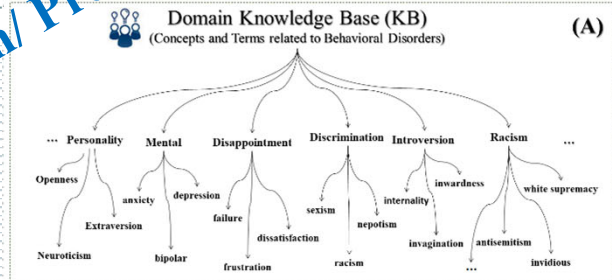 Domain Knowledge Base (KB)
(A)
(Concepts and Terms related to Behavioral Disorders)
... Personality Mental Disappointment Discrimination Introversion Racism ...
Openness anxiety depression failure sexism nepotism internality inwardness white supremacy
Extraversion dissatisfaction invagination antisemitism
Neuroticism bipolar frustration racism ... invidious